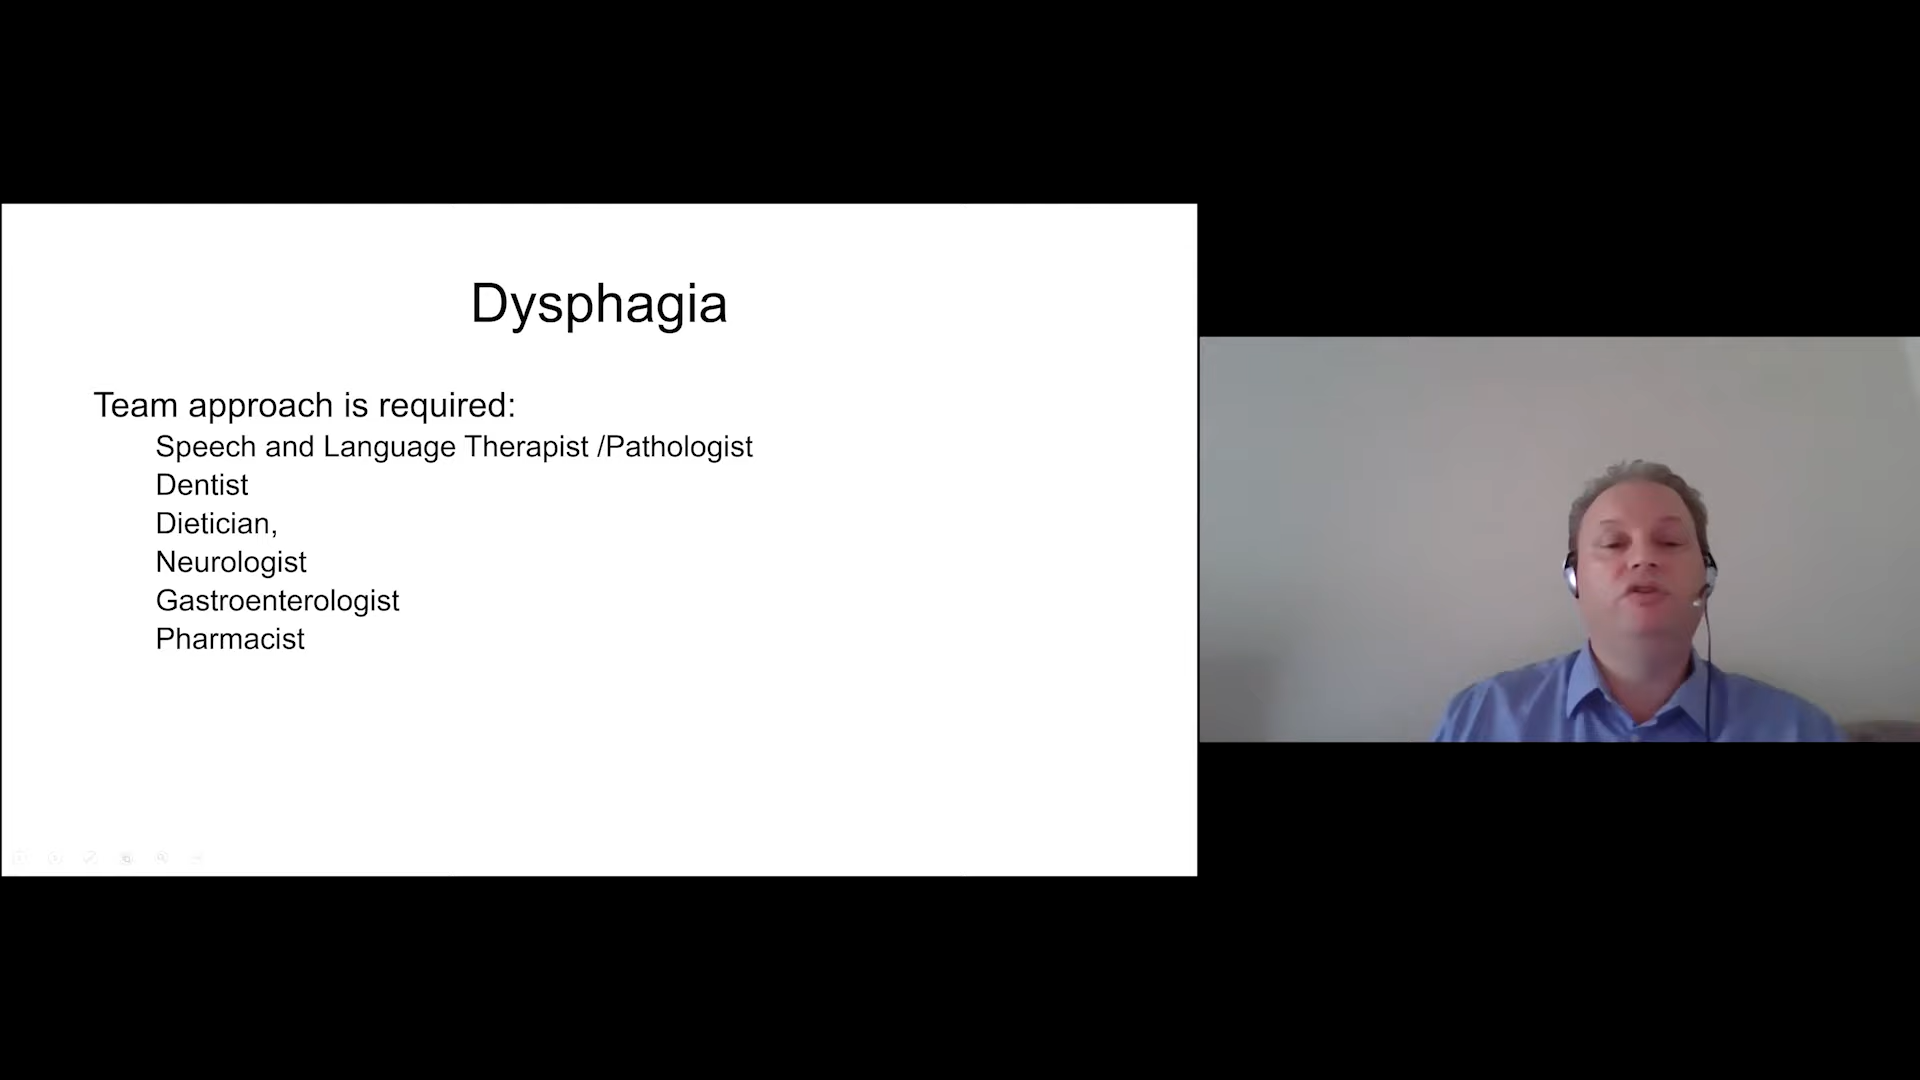 Dysphagia
Team approach is required:
Speech and Language Therapist /Pathologist
Dentist
Dietician,
Neurologist
Gastroenterologist
Pharmacist